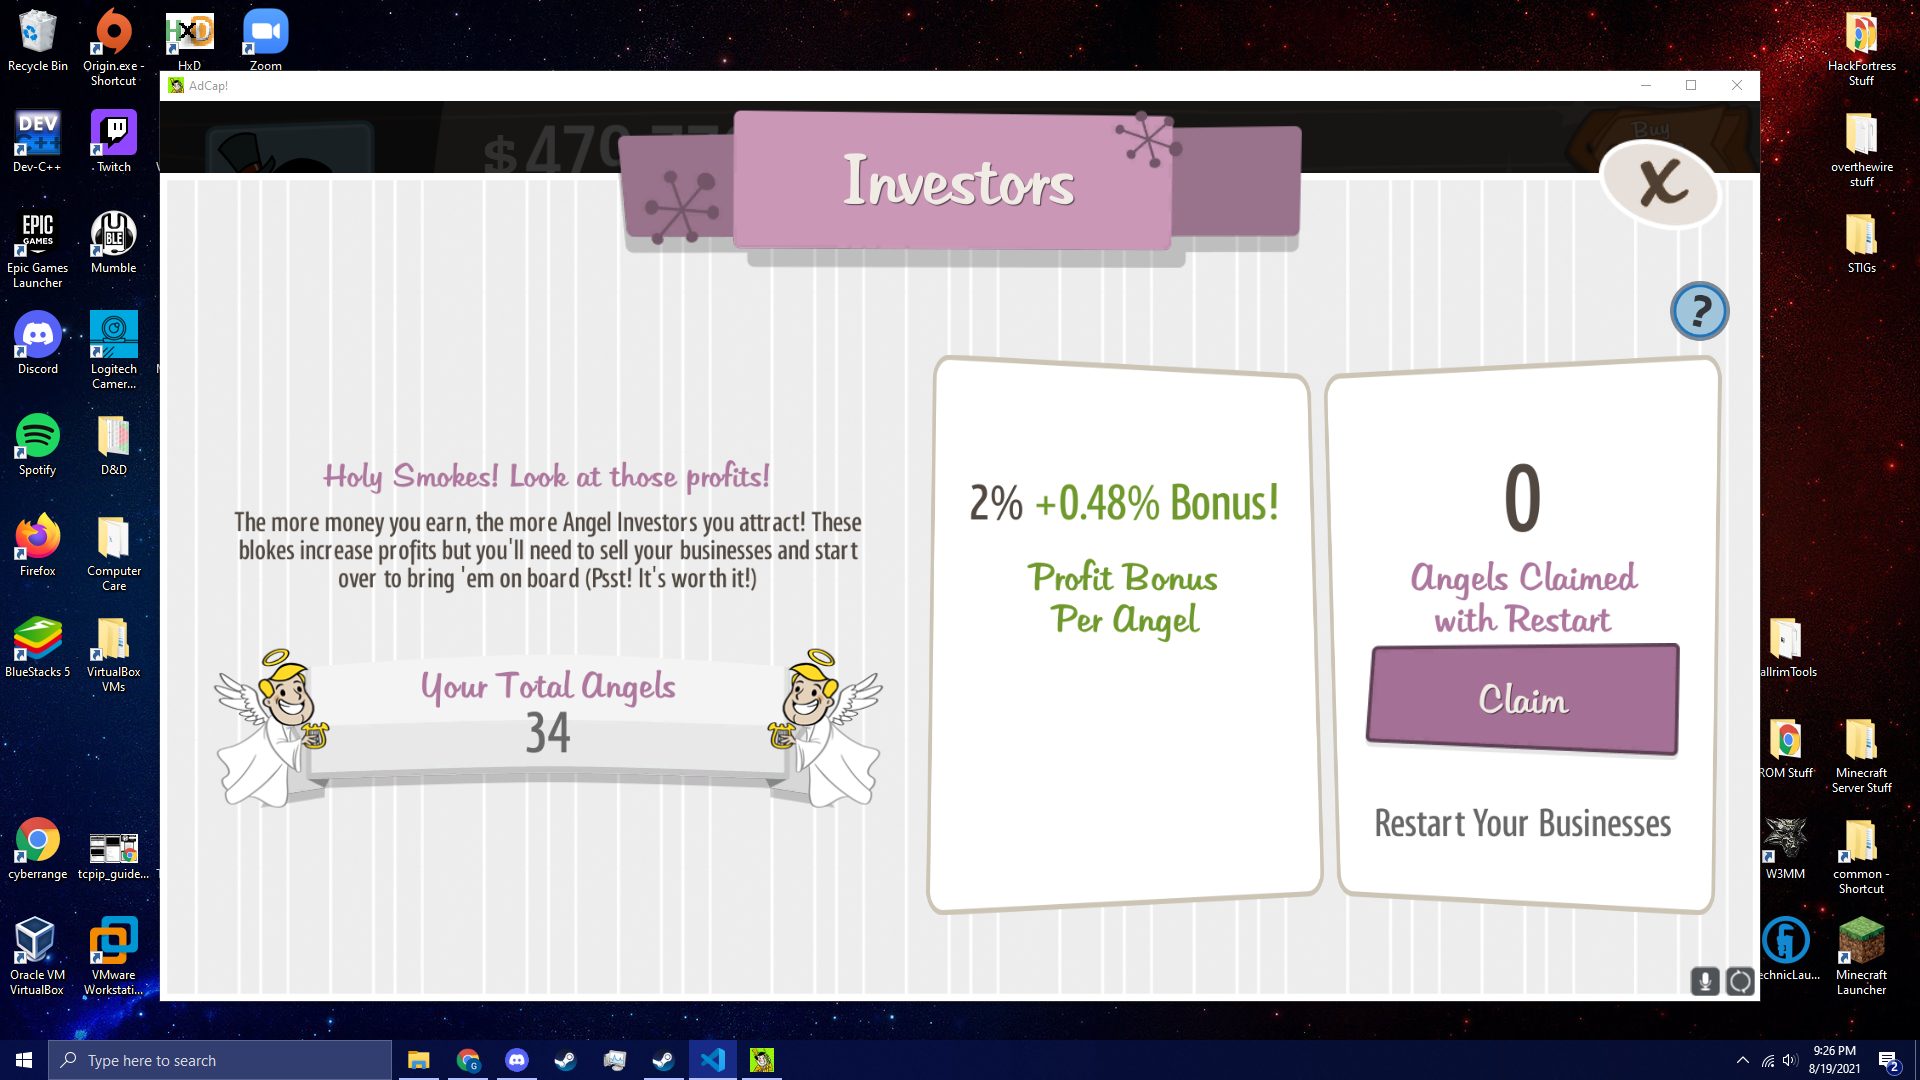 Recycle Bin
Origin.exe -
Shortcut
HxD
Zoom
HackFortress
Stuff
AdCap!
$470,77
Buy
Investors
X
Dev-C++
Twitch
overthewire
stuff
Epic Games
Launcher
Mumble
STIGs
?
Discord
Logitech
Camer...
Spotify
D&D
Holy Smokes! Look at those profits!
The more money you earn, the more Angel Investors you attract! These
blokes increase profits but you'll need to sell your businesses and start
over to bring 'em on board (Psst! It's worth it!)
2% +0.48% Bonus!
Profit Bonus
Per Angel
0
Angels Claimed
with Restart
Claim
Restart Your Businesses
Your Total Angels
34
Firefox
Computer
Care
BlueStacks 5
VirtualBox
VMs
allrimTools
ROM Stuff
Minecraft
Server Stuff
cyberrange
tcpip_guide...
W3MM
common -
Shortcut
Oracle VM
VirtualBox
VMware
Workstati...
echnicLau...
Minecraft
Launcher
Type here to search
9:26 PM
8/19/2021
2